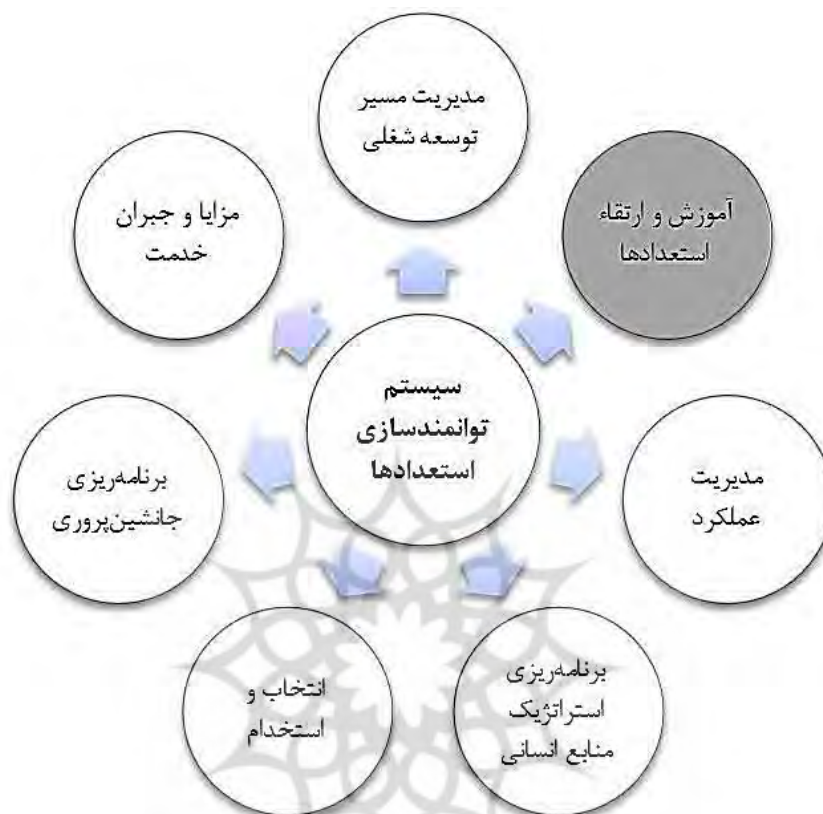 مدیریت مسیر
توسعه شغلی
آموزش و ارتقاء
استعدادها
مدیریت
عملکرد
برنامه‌ریزی
استراتژیک
منابع انسانی
انتخاب و
استخدام
برنامه‌ریزی
جانشین‌پروری
مزایا و جبران
خدمت
سیستم
توانمندسازی
استعدادها